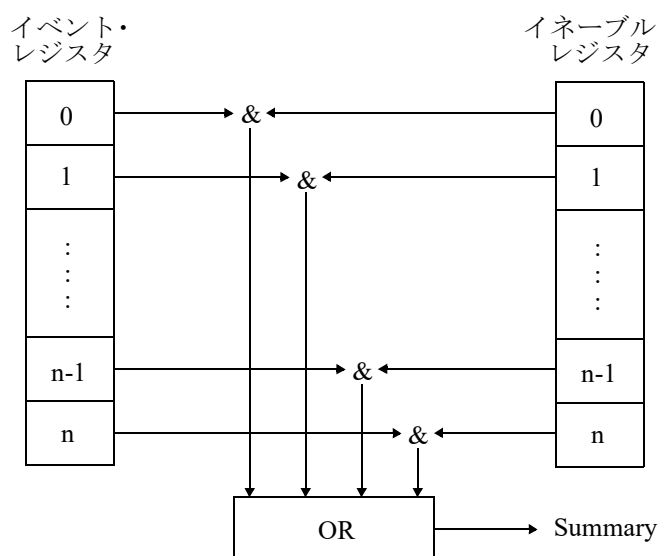 イベント・
レジスタ
イネーブル
レジスタ
0 & 0
1 & 1
⋮ ⋮
n-1 & n-1
n & n
OR Summary